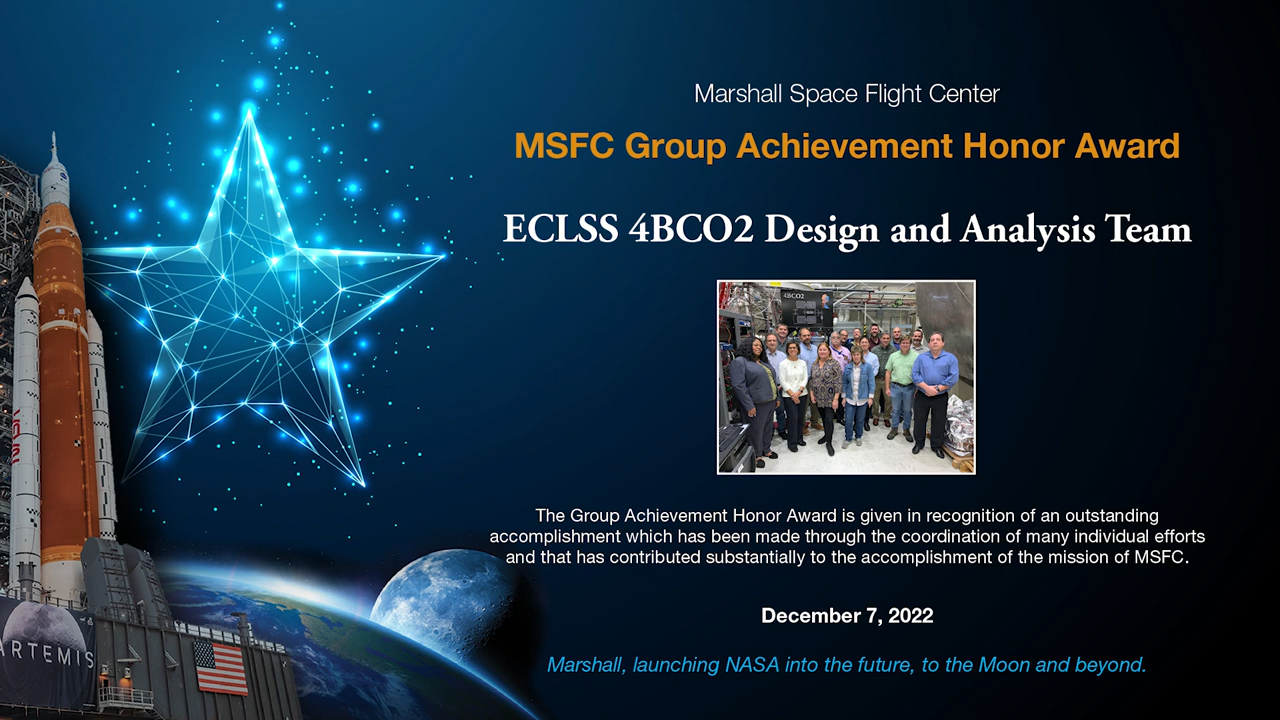 Marshall Space Flight Center
MSFC Group Achievement Honor Award
ECLSS 4BCO2 Design and Analysis Team
4BCO2
The Group Achievement Honor Award is given in recognition of an outstanding
accomplishment which has been made through the coordination of many individual efforts
and that has contributed substantially to the accomplishment of the mission of MSFC.
December 7, 2022
Marshall, launching NASA into the future, to the Moon and beyond.
ARTEMIS